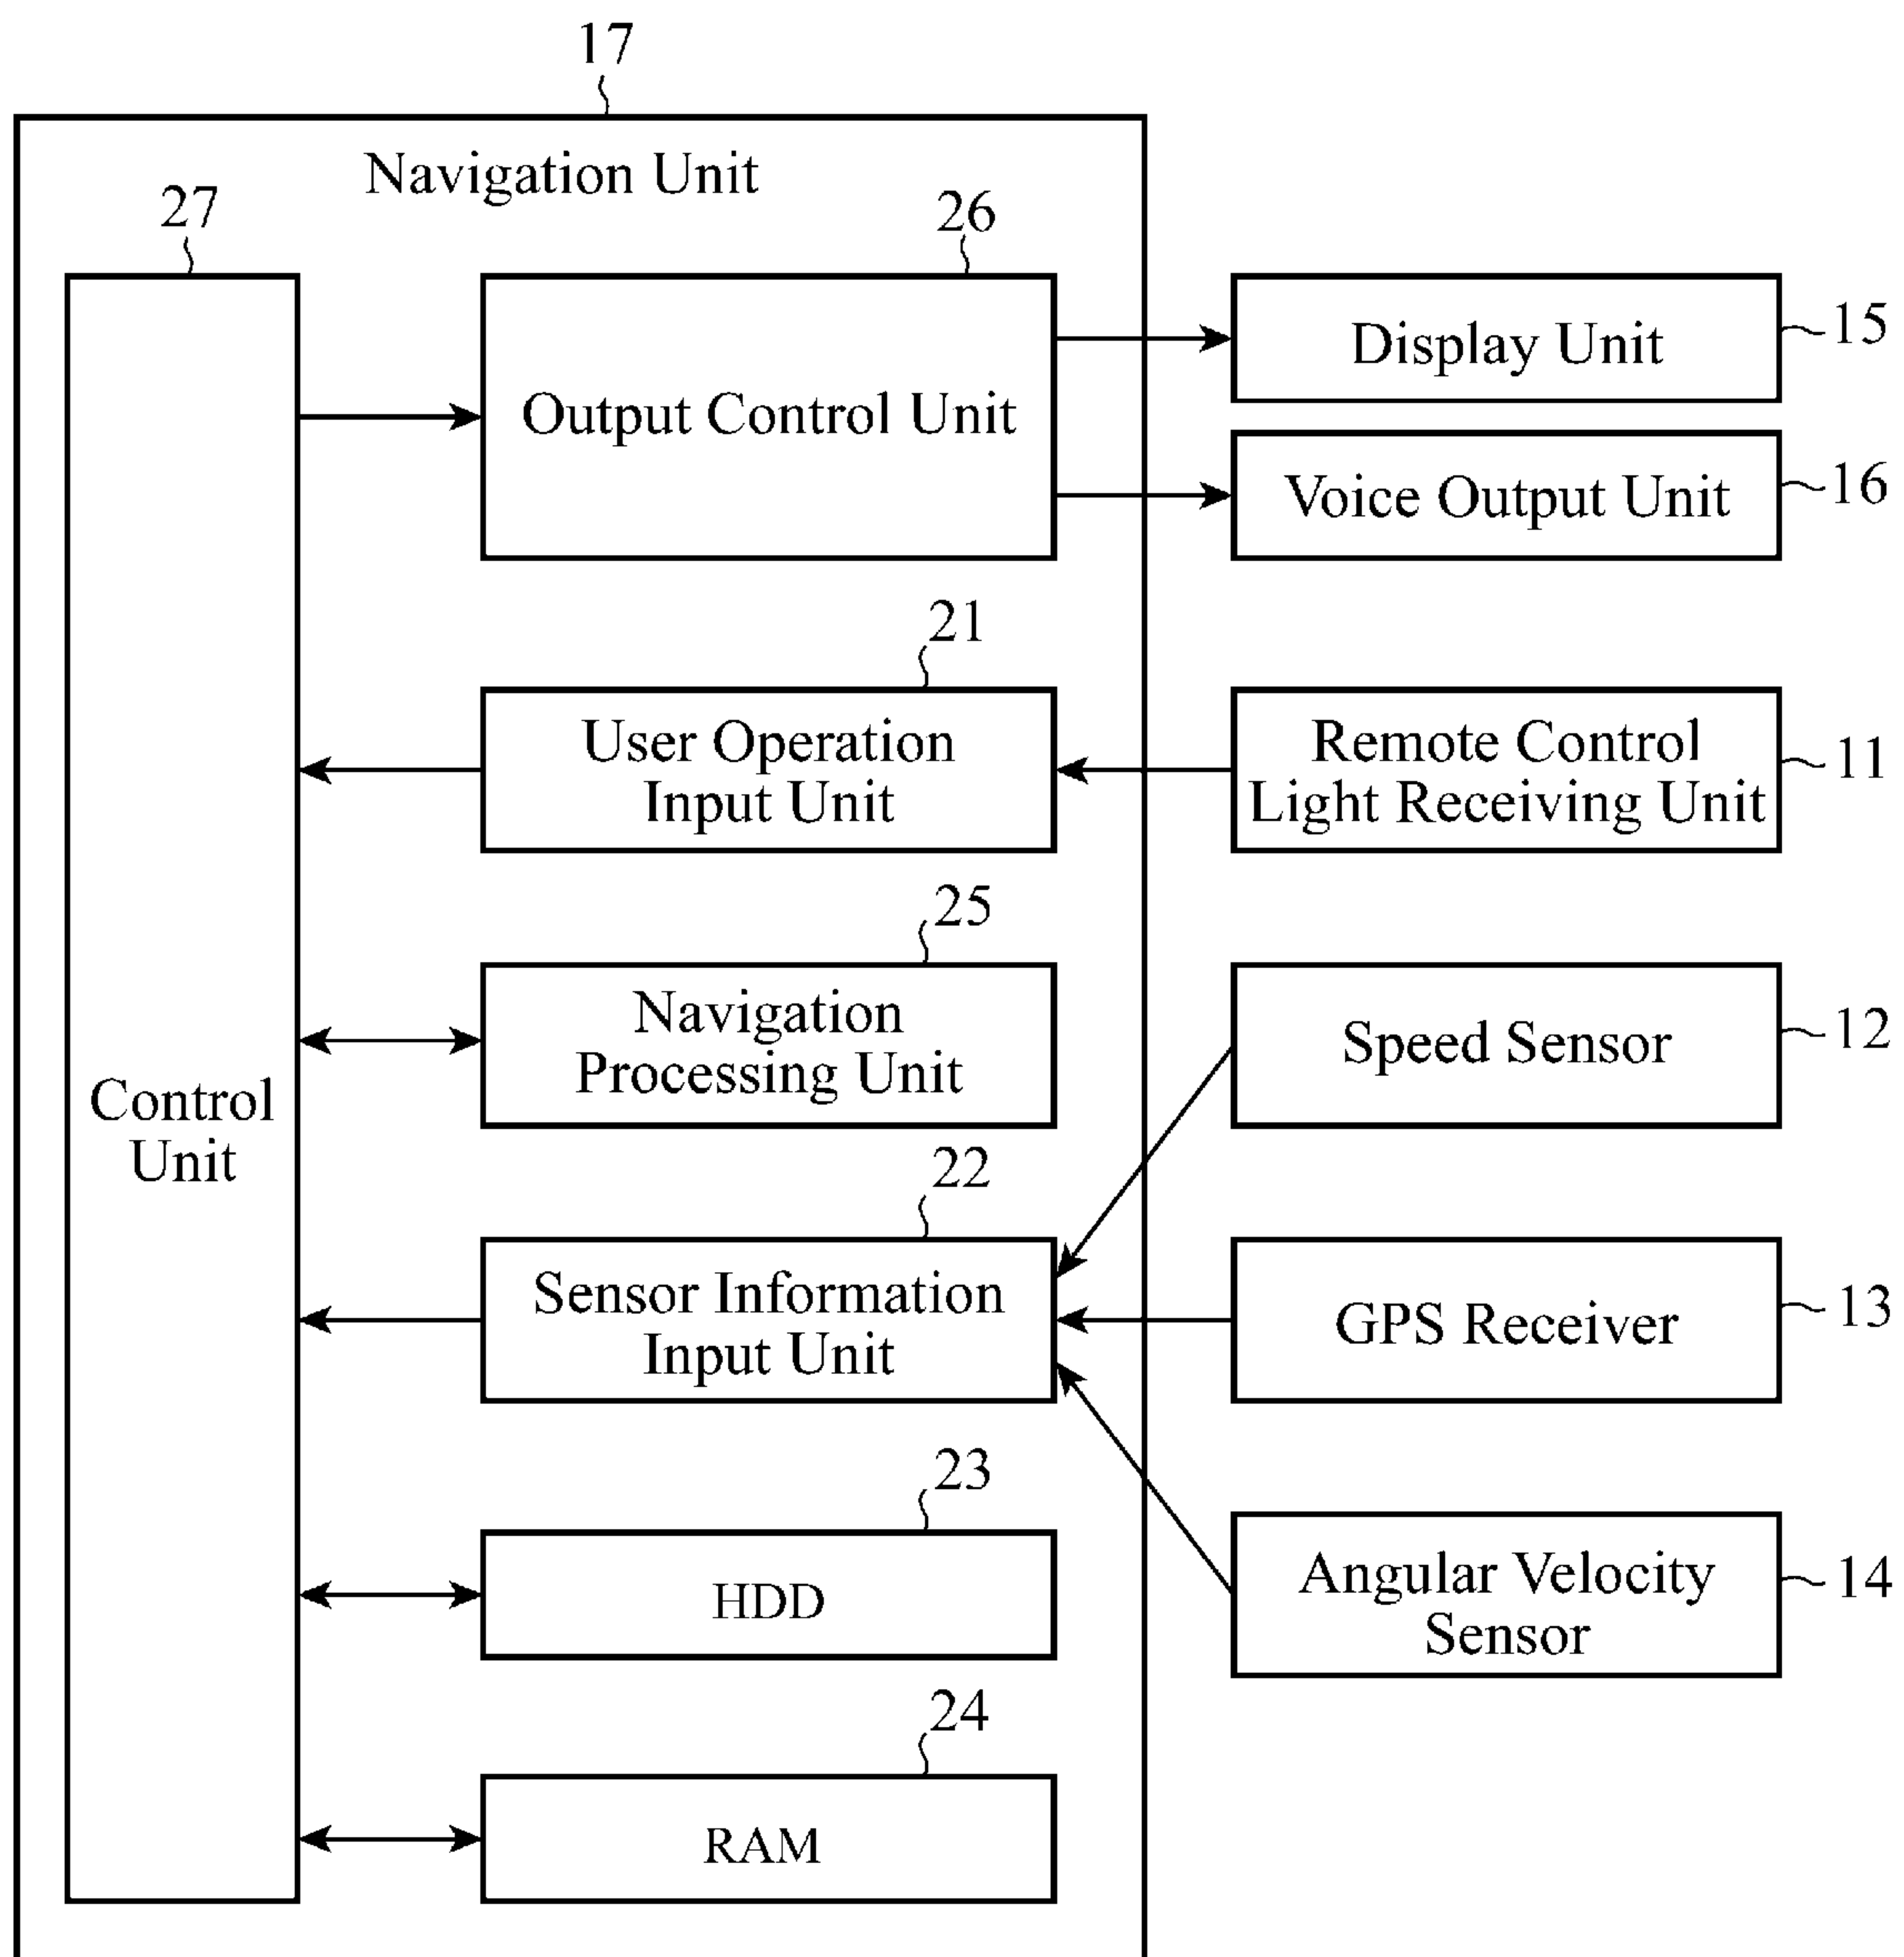 17
Navigation Unit
27
26
Output Control Unit
Display Unit
15
Voice Output Unit
16
21
User Operation
Input Unit
Remote Control
Light Receiving Unit
11
25
Navigation
Processing Unit
Speed Sensor
12
Control
Unit
22
Sensor Information
Input Unit
GPS Receiver
13
23
HDD
Angular Velocity
Sensor
14
24
RAM